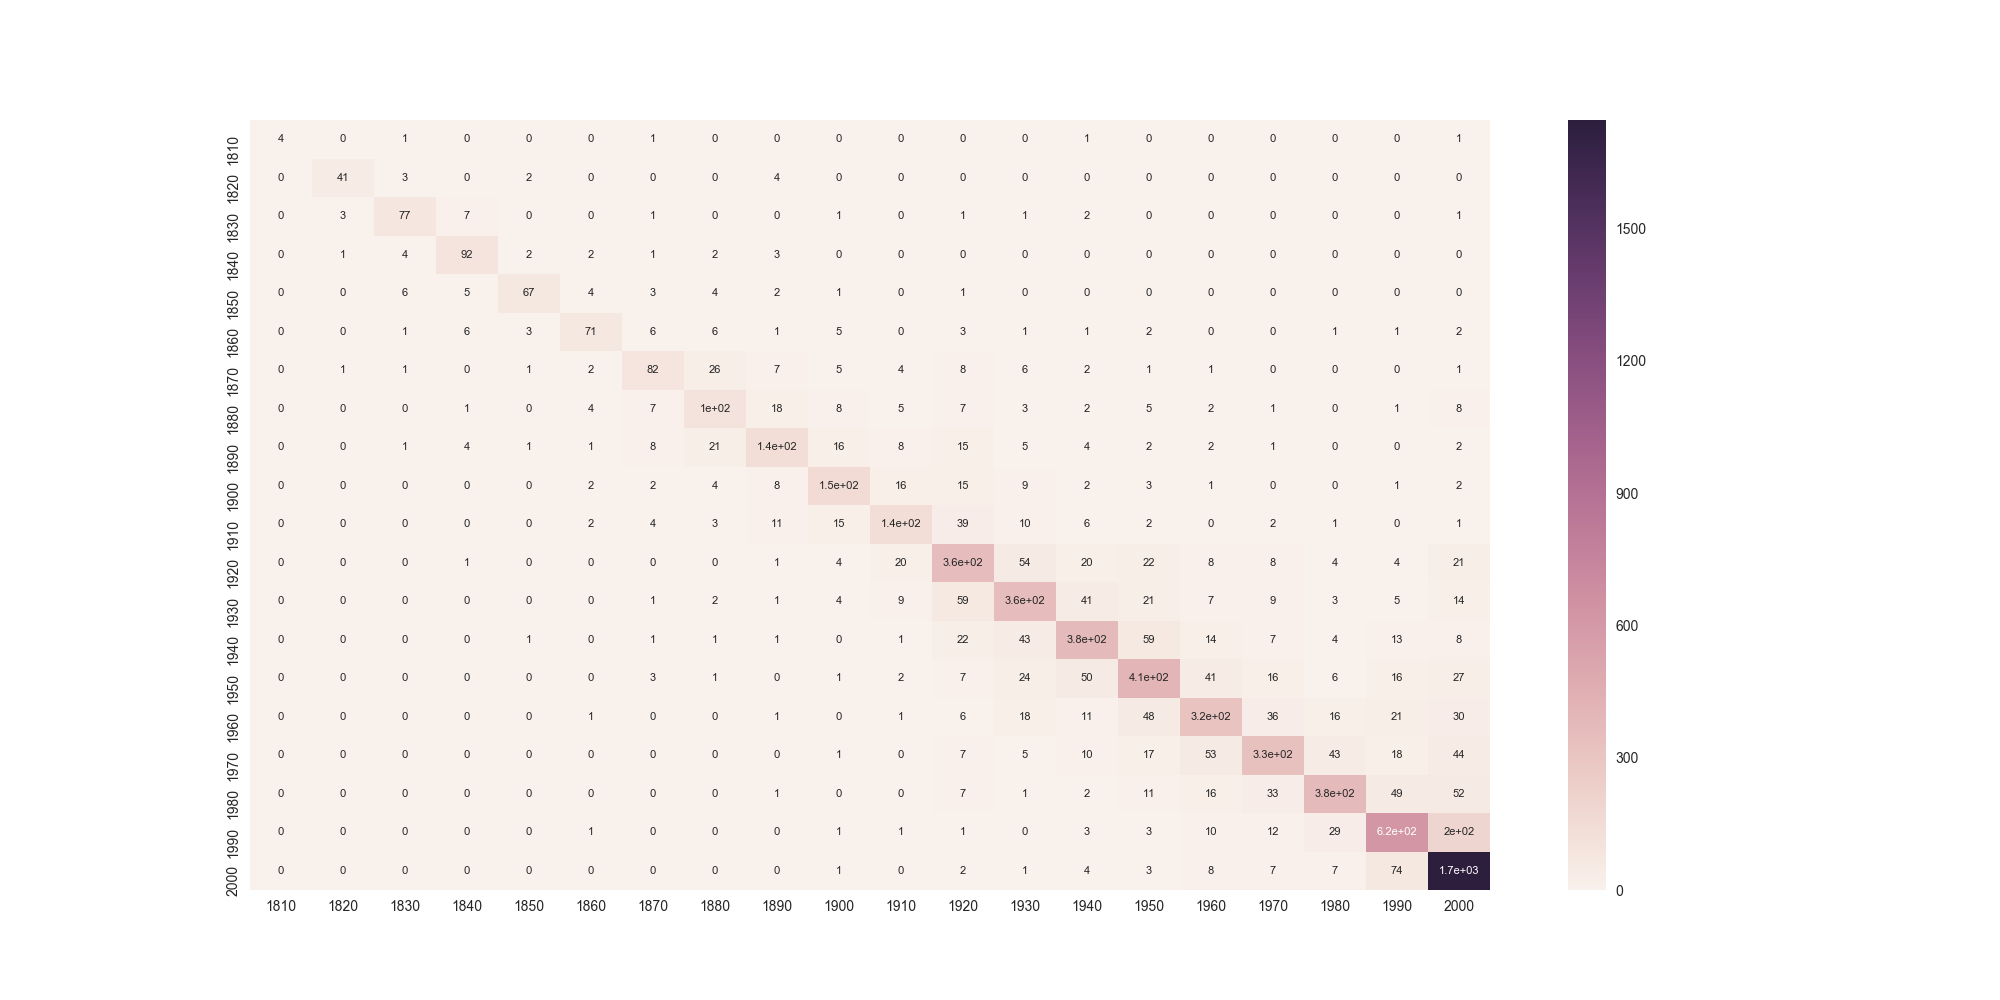 1810 4 0 1 0 0 0 1 0 0 0 0 0 0 1 0 0 0 0 0 1
1820 0 41 3 0 2 0 0 0 4 0 0 0 0 0 0 0 0 0 0 0
1830 0 3 77 7 0 0 1 0 0 1 0 1 1 2 0 0 0 0 0 1
1840 0 1 4 92 2 2 1 2 3 0 0 0 0 0 0 0 0 0 0 0
1850 0 0 6 5 67 4 3 4 2 1 0 1 0 0 0 0 0 0 0 0
1860 0 0 1 6 3 71 6 6 1 5 0 3 1 1 2 0 0 1 1 2
1870 0 1 1 0 1 2 82 26 7 5 4 8 6 2 1 1 0 0 0 1
1880 0 0 0 1 0 4 7 1e+02 18 8 5 7 3 2 5 2 1 0 1 8
1890 0 0 1 4 1 1 8 21 1.4e+02 16 8 15 5 4 2 2 1 0 0 2
1900 0 0 0 0 0 2 2 4 8 1.5e+02 16 15 9 2 3 1 0 0 1 2
1910 0 0 0 0 0 2 4 3 11 15 1.4e+02 39 10 6 2 0 2 1 0 1
1920 0 0 0 1 0 0 0 0 1 4 20 3.6e+02 54 20 22 8 8 4 4 21
1930 0 0 0 0 0 0 1 2 1 4 9 59 3.6e+02 41 21 7 9 3 5 14
1940 0 0 0 0 1 0 1 1 1 0 1 22 43 3.8e+02 59 14 7 4 13 8
1950 0 0 0 0 0 0 3 1 0 1 2 7 24 50 4.1e+02 41 16 6 16 27
1960 0 0 0 0 0 1 0 0 1 0 1 6 18 11 48 3.2e+02 36 16 21 30
1970 0 0 0 0 0 0 0 0 0 1 0 7 5 10 17 53 3.3e+02 43 18 44
1980 0 0 0 0 0 0 0 0 1 0 0 7 1 2 11 16 33 3.8e+02 49 52
1990 0 0 0 0 0 1 0 0 0 1 1 1 0 3 3 10 12 29 6.2e+02 2e+02
2000 0 0 0 0 0 0 0 0 0 1 0 2 1 4 3 8 7 7 74 1.7e+03
1810 1820 1830 1840 1850 1860 1870 1880 1890 1900 1910 1920 1930 1940 1950 1960 1970 1980 1990 2000
1500
1200
900
600
300
0